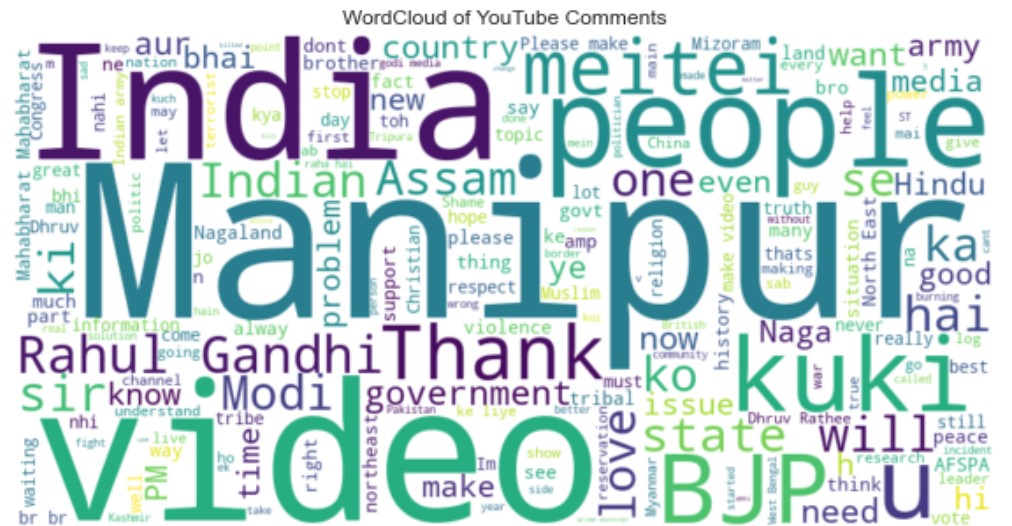 WordCloud of YouTube Comments
keep aur bhai dont country Please make main Mizoram land want army
m ne nation brother godi media meitei made every
Congress India point fact bro media
nahi kuch may terrorist kya stop new say people help feel power
Mahabharat Mahabharat Indian army let day toh topic politician China ST mai
first Tripura mein give
great ab raha hai
bhi politic Indian Assam lot one even guy se Hindu
man Manipur Shame govt truth without
Dhruv Nagaland problem hope ke amp religion make video many situation North East na ka cant
ki jo please border thats making good
n support Christian thing ye sab
much person respect Muslim v burning
part wrong hai
real information hain alway violence koi British history Naga never log
solution come going Thank now really
Rahul Gandhi community go best
channel must ko kuki war true called
sir know Modi government tribal issue
understand Pakistan ke liye better Dhruv Rathee still
nhi tribe love reservation state will peace
fight live way time right northeast show h research incident
waiting video ho ek Im see Myanmar BJP think u AFSPA
PM make side started West Bengal leader
well year need hi
br br Kashmir take prime minister vote